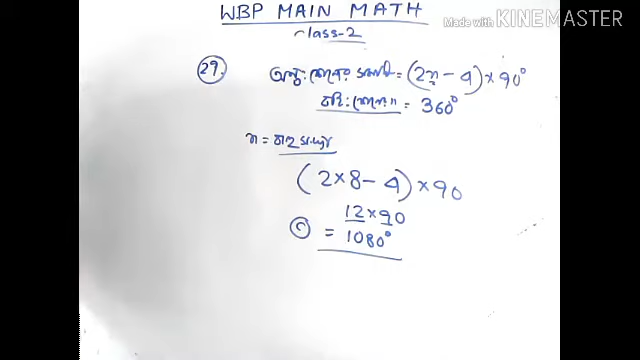 WBP MAIN MATH
Made with KINEMASTER
Class-2
29. অন্তঃকোণের সমষ্টি = (2n - 4) × 90°
বহিঃকোণের " = 360°
n = বাহু সংখ্যা
(2 × 8 - 4) × 90
12 × 90
C = 1080°